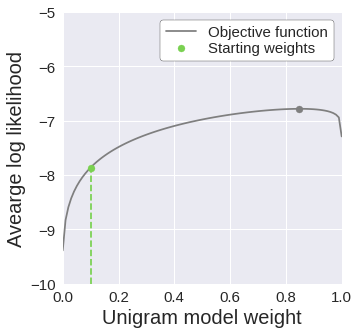 −5
Objective function
Starting weights
−6
−7
−8
−9
−10
Avearge log likelihood
0.0 0.2 0.4 0.6 0.8 1.0
Unigram model weight